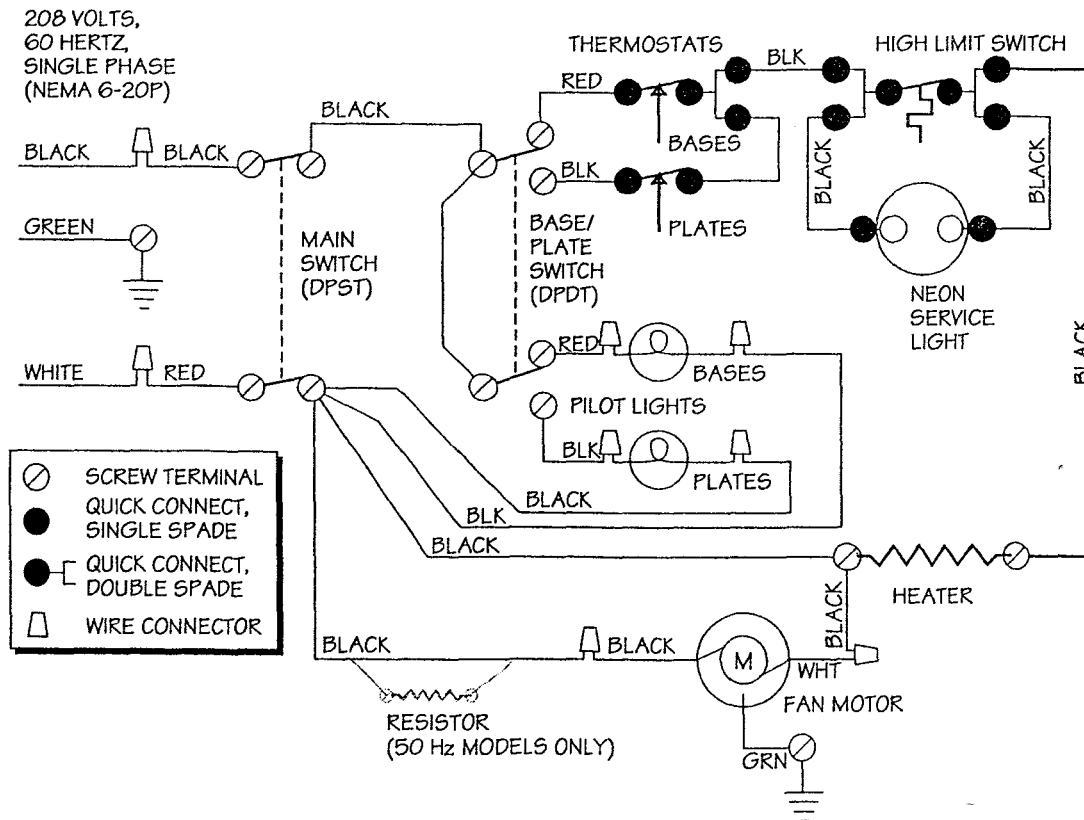 208 VOLTS,
60 HERTZ,
SINGLE PHASE
(NEMA 6-20P)
THERMOSTATS
HIGH LIMIT SWITCH
BLK
RED
BLACK
BLACK
BLACK
BASES
BLK
PLATES
BLACK
BLACK
GREEN
MAIN
SWITCH
(DPST)
BASE/
PLATE
SWITCH
(DPDT)
NEON
SERVICE
LIGHT
BLACK
WHITE
RED
RED
BASES
PILOT LIGHTS
BLK
PLATES
BLACK
BLK
BLACK
SCREW TERMINAL
QUICK CONNECT,
SINGLE SPADE
QUICK CONNECT,
DOUBLE SPADE
WIRE CONNECTOR
HEATER
BLACK
BLACK
BLACK
M
WHT
FAN MOTOR
RESISTOR
(50 Hz MODELS ONLY)
GRN